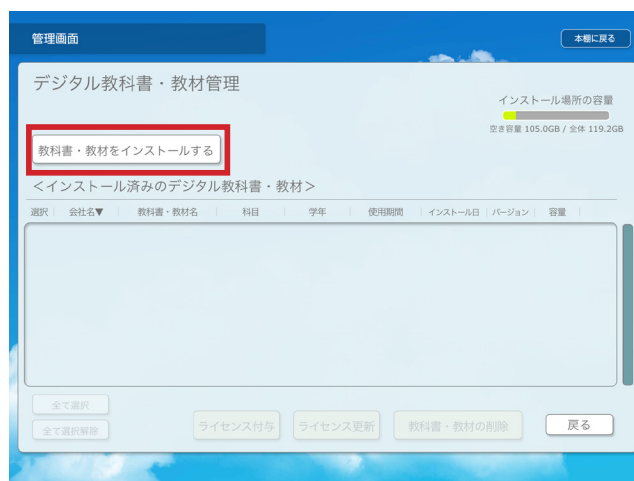 管理画面
本棚に戻る
デジタル教科書・教材管理
インストール場所の容量
空き容量 105.0GB / 全体 119.2GB
教科書・教材をインストールする
＜インストール済みのデジタル教科書・教材＞
選択 会社名▼ 教科書・教材名 科目 学年 使用期間 インストール日 バージョン 容量
全て選択
全て選択解除
ライセンス付与 ライセンス更新 教科書・教材の削除 戻る